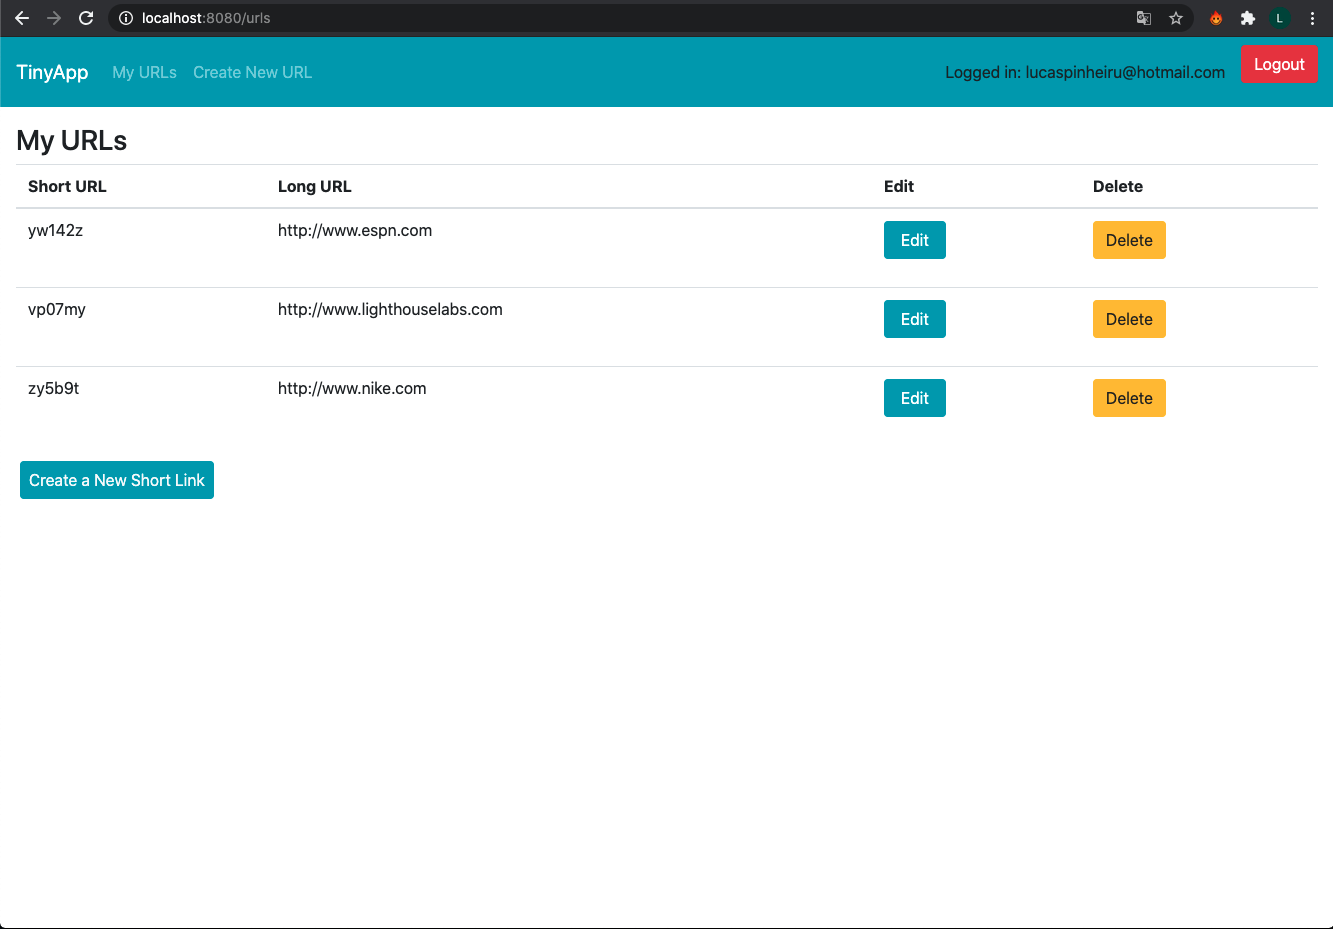 localhost:8080/urls
L
TinyApp My URLs Create New URL Logged in: lucaspinheiru@hotmail.com Logout
My URLs
Short URL Long URL Edit Delete
yw142z http://www.espn.com Edit Delete
vp07my http://www.lighthouselabs.com Edit Delete
zy5b9t http://www.nike.com Edit Delete
Create a New Short Link